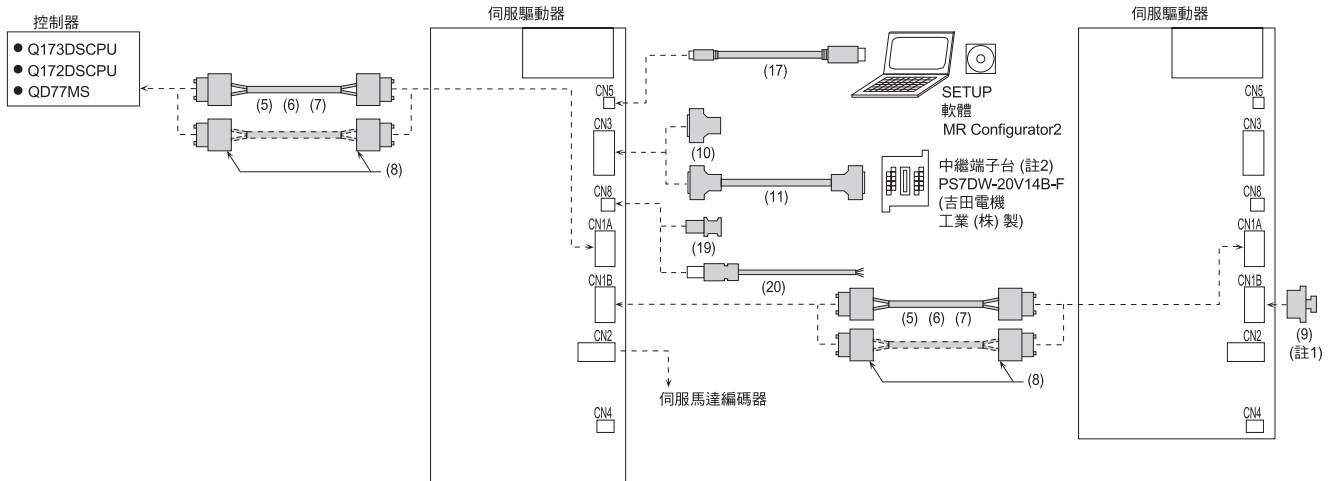 控制器
● Q173DSCPU
● Q172DSCPU
● QD77MS
(5) (6) (7)
(8)
伺服驅動器
CN5
CN3
CN8
CN1A
CN1B
CN2
CN4
伺服馬達編碼器
(17)
SETUP
軟體
MR Configurator2
(10)
(11)
中繼端子台 (註2)
PS7DW-20V14B-F
(吉田電機
工業 (株) 製)
(19)
(20)
(5) (6) (7)
(8)
伺服驅動器
CN5
CN3
CN8
CN1A
CN1B
CN2
CN4
(9)
(註1)